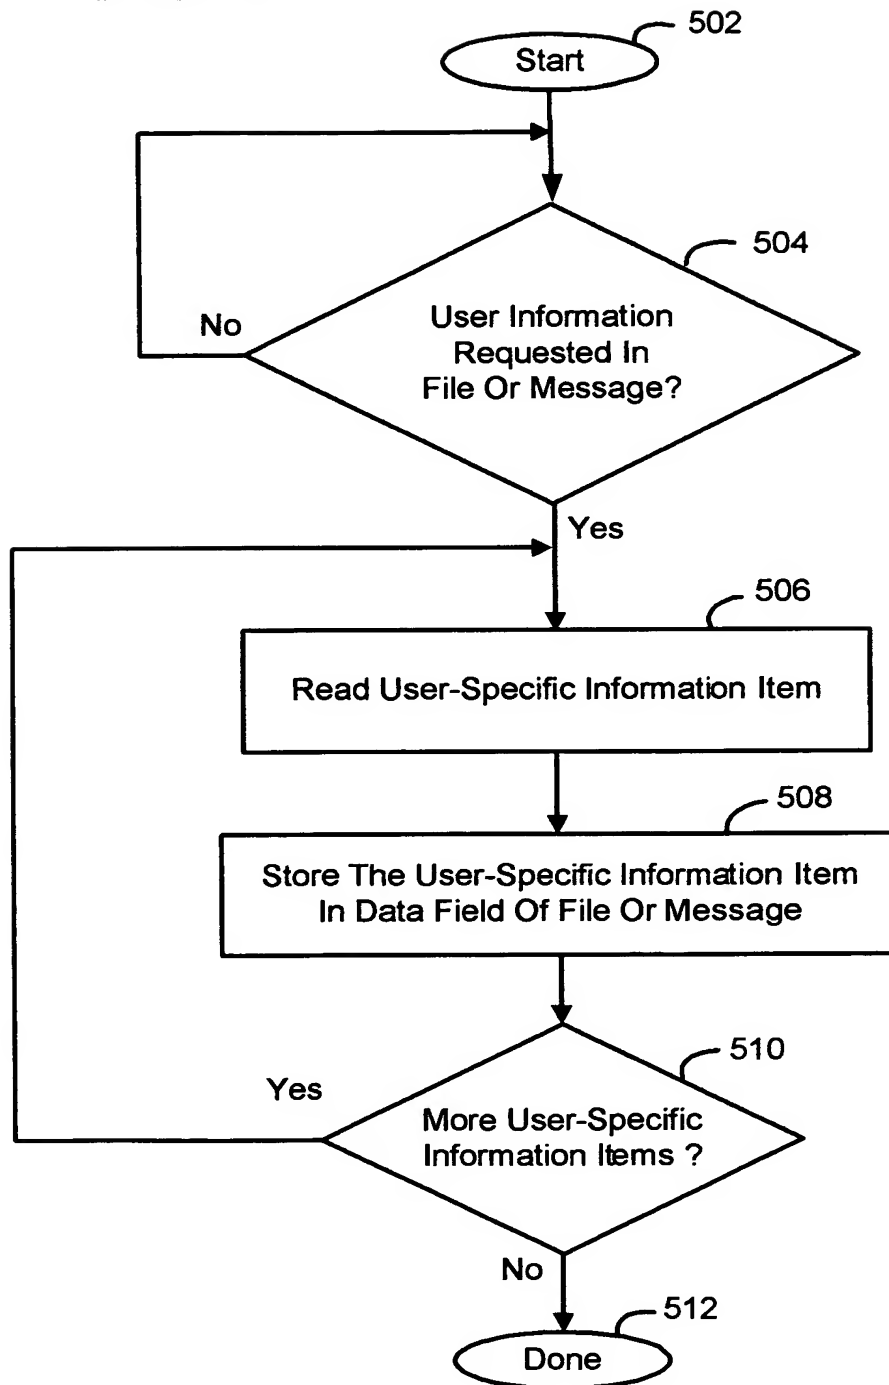 502
Start
504
No
User Information
Requested In
File Or Message?
Yes
506
Read User-Specific Information Item
508
Store The User-Specific Information Item
In Data Field Of File Or Message
510
Yes
More User-Specific
Information Items ?
No
512
Done